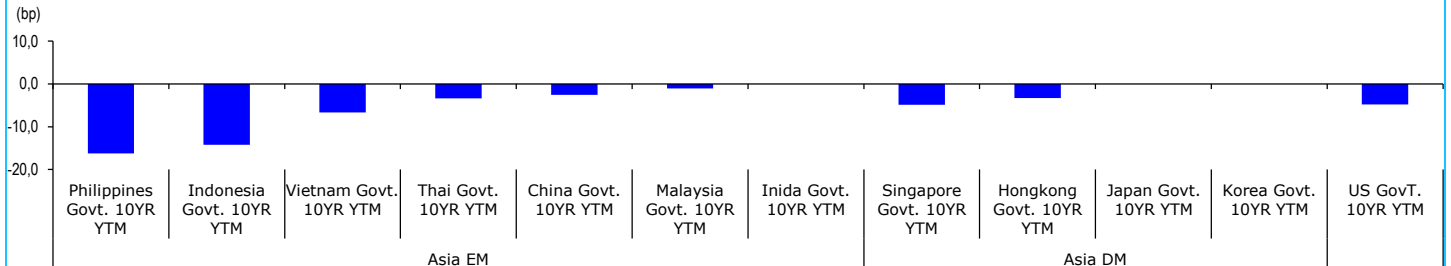 (bp)
10,0
0,0
-10,0
-20,0
Philippines
Govt. 10YR
YTM
Indonesia
Govt. 10YR
YTM
Vietnam Govt.
10YR YTM
Thai Govt.
10YR YTM
China Govt.
10YR YTM
Malaysia
Govt. 10YR
YTM
Inida Govt.
10YR YTM
Singapore
Govt. 10YR
YTM
Hongkong
Govt. 10YR
YTM
Japan Govt.
10YR YTM
Korea Govt.
10YR YTM
US GovT.
10YR YTM
Asia EM
Asia DM